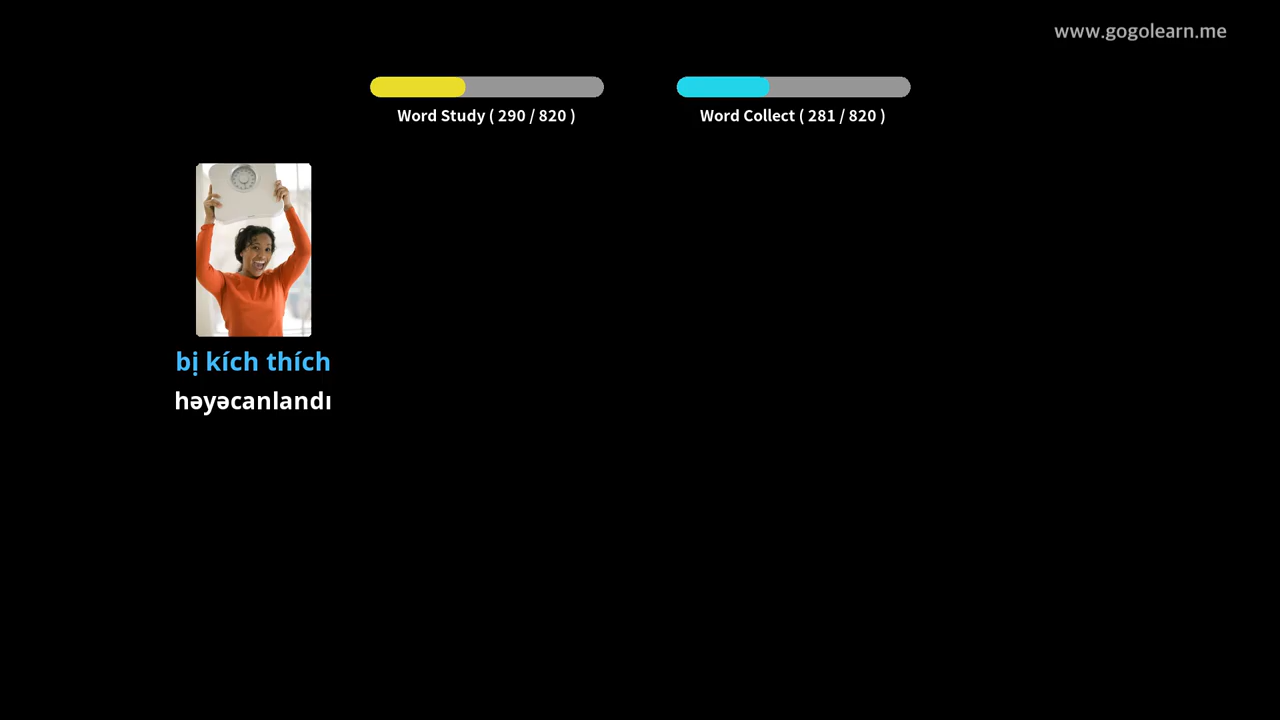 www.gogolearn.me
Word Study ( 290 / 820 )
Word Collect ( 281 / 820 )
bị kích thích
həyəcanlandı